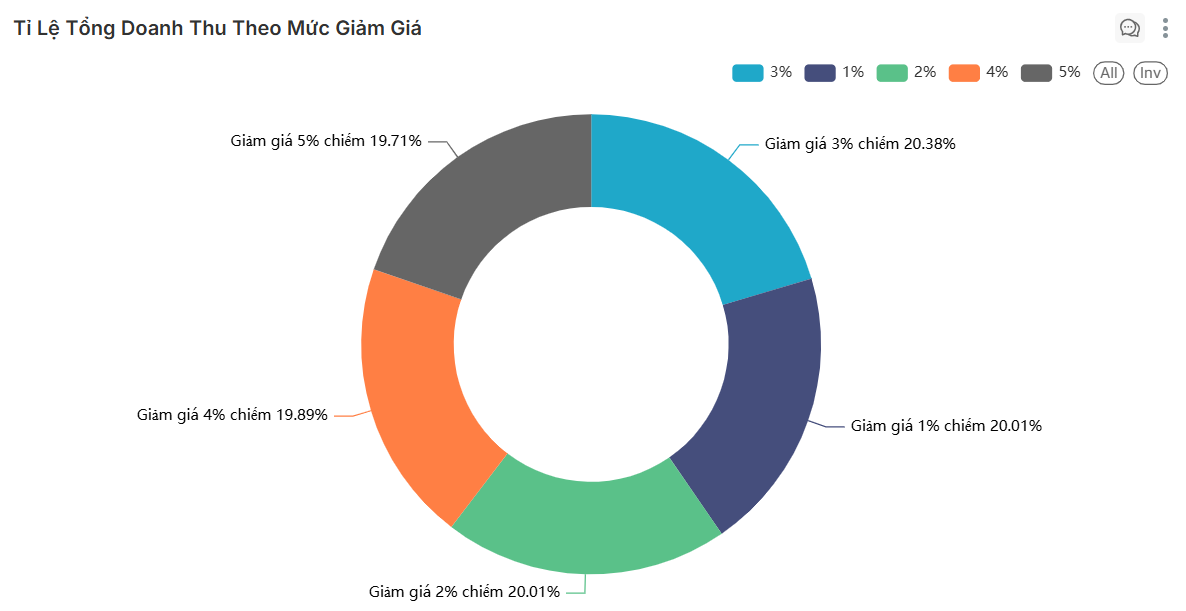 Tỉ Lệ Tổng Doanh Thu Theo Mức Giảm Giá
3% 1% 2% 4% 5% All Inv
Giảm giá 5% chiếm 19.71%
Giảm giá 3% chiếm 20.38%
Giảm giá 4% chiếm 19.89%
Giảm giá 1% chiếm 20.01%
Giảm giá 2% chiếm 20.01%